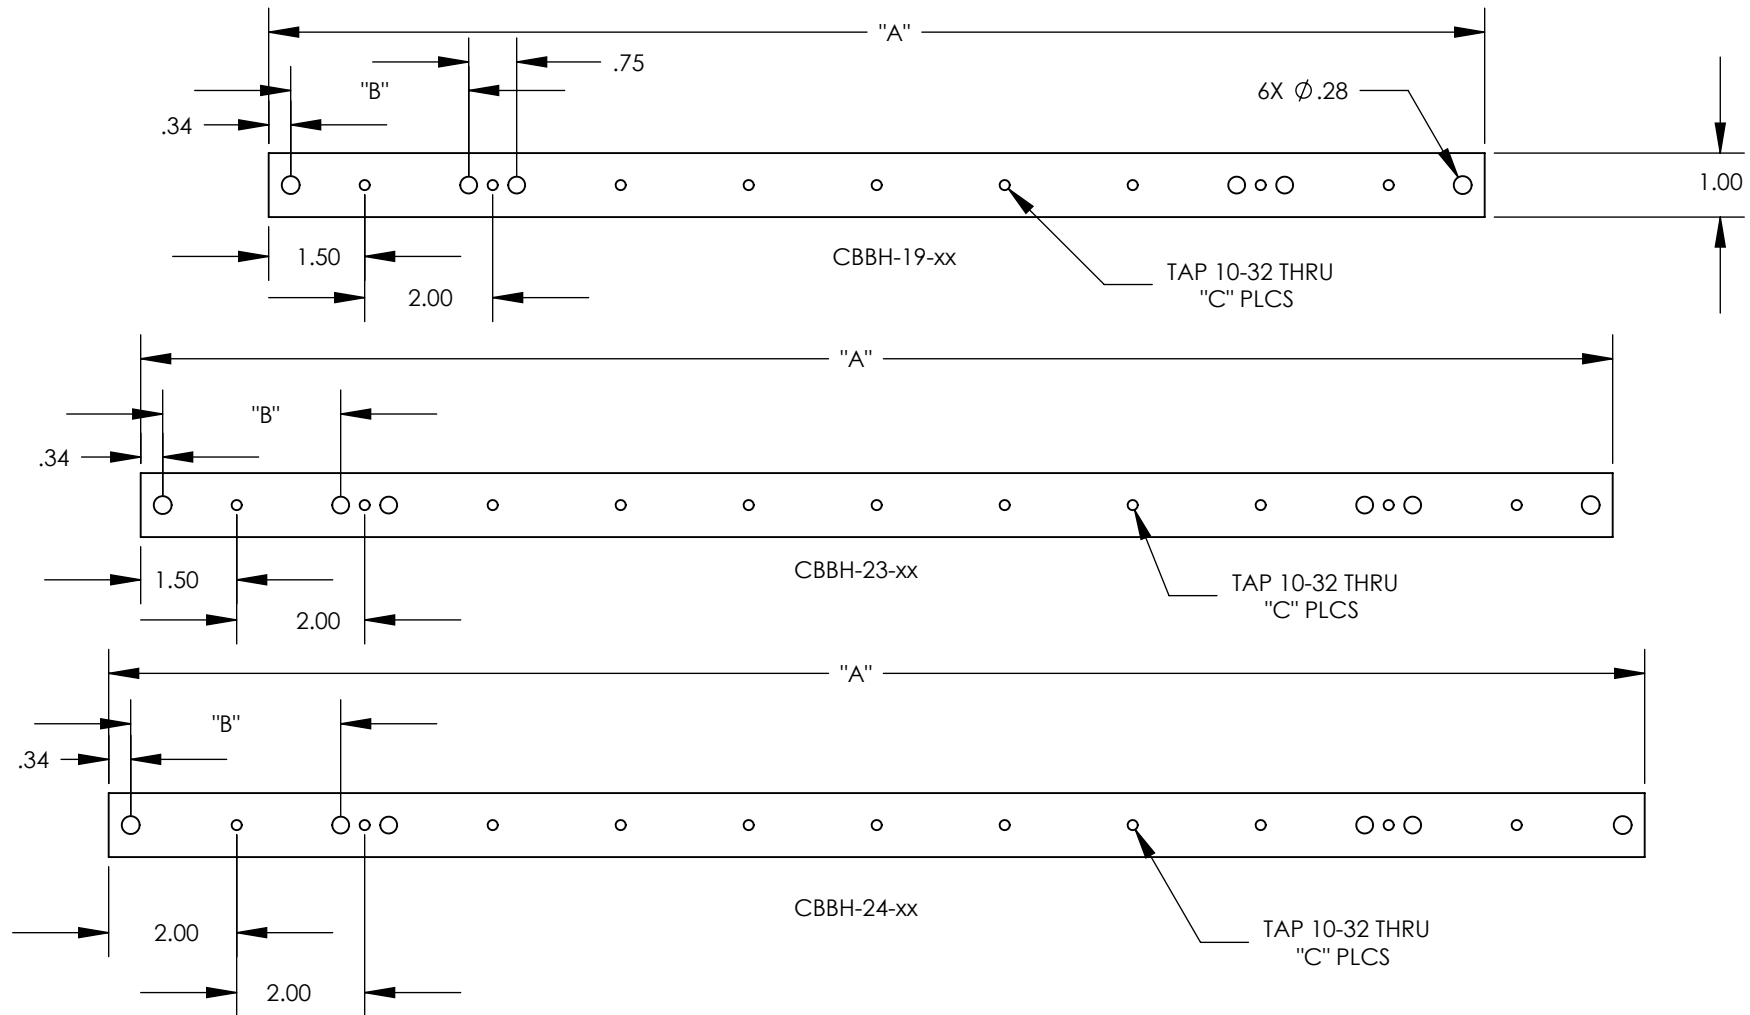 "A"
.75
"B"
6X Ø.28
.34
1.00
1.50
CBBH-19-xx
TAP 10-32 THRU
2.00
"C" PLCS
"A"
"B"
.34
CBBH-23-xx
1.50
TAP 10-32 THRU
"C" PLCS
2.00
"A"
"B"
.34
CBBH-24-xx
2.00
TAP 10-32 THRU
"C" PLCS
2.00